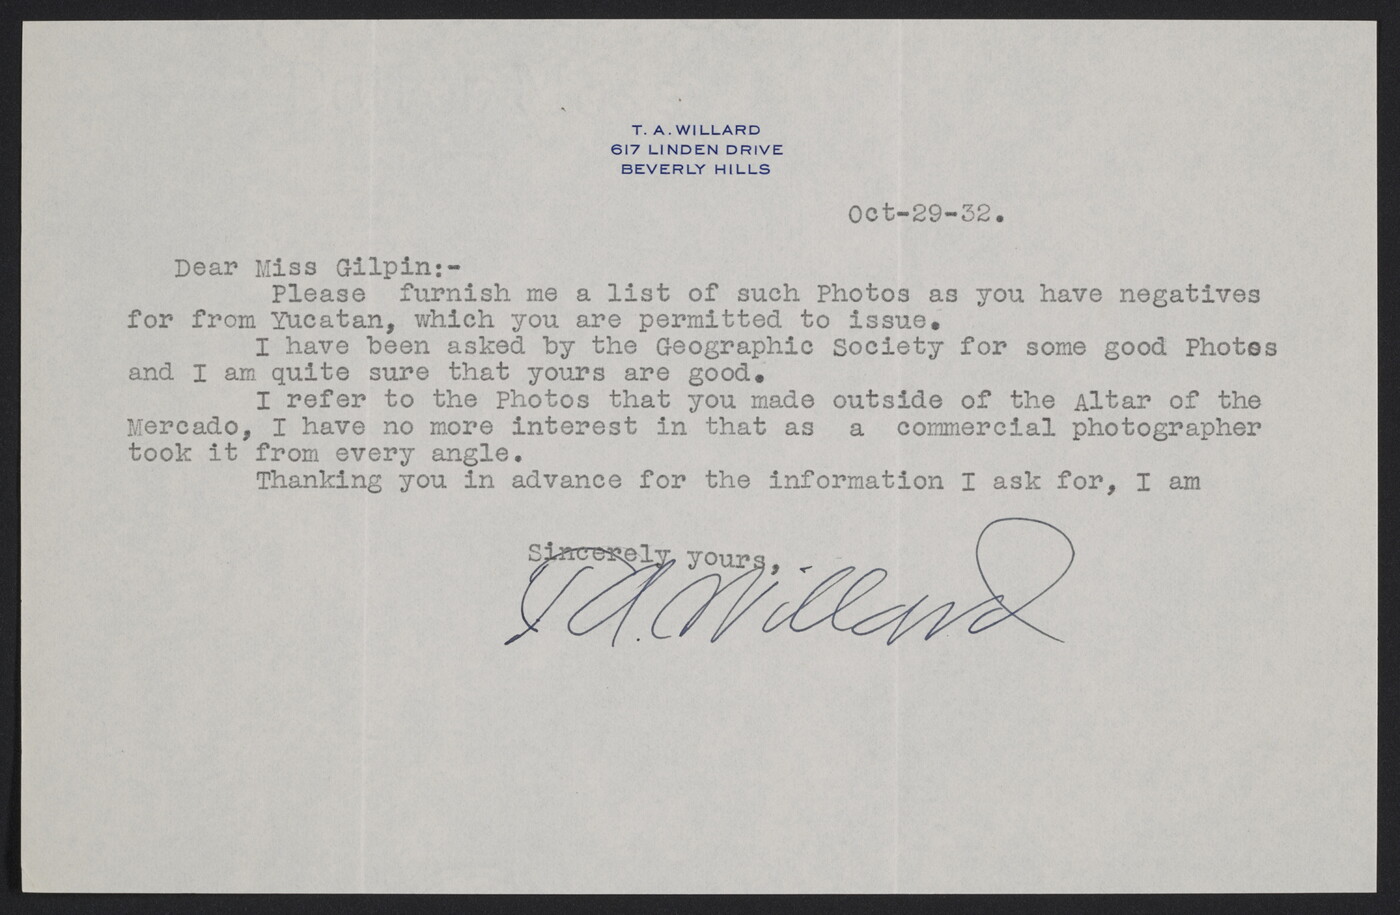 T. A. WILLARD
617 LINDEN DRIVE
BEVERLY HILLS
Oct-29-32.
Dear Miss Gilpin:-
Please furnish me a list of such Photos as you have negatives
for from Yucatan, which you are permitted to issue.
I have been asked by the Geographic Society for some good Photos
and I am quite sure that yours are good.
I refer to the Photos that you made outside of the Altar of the
Mercado, I have no more interest in that as a commercial photographer
took it from every angle.
Thanking you in advance for the information I ask for, I am
Sincerely yours,
T A. Willard